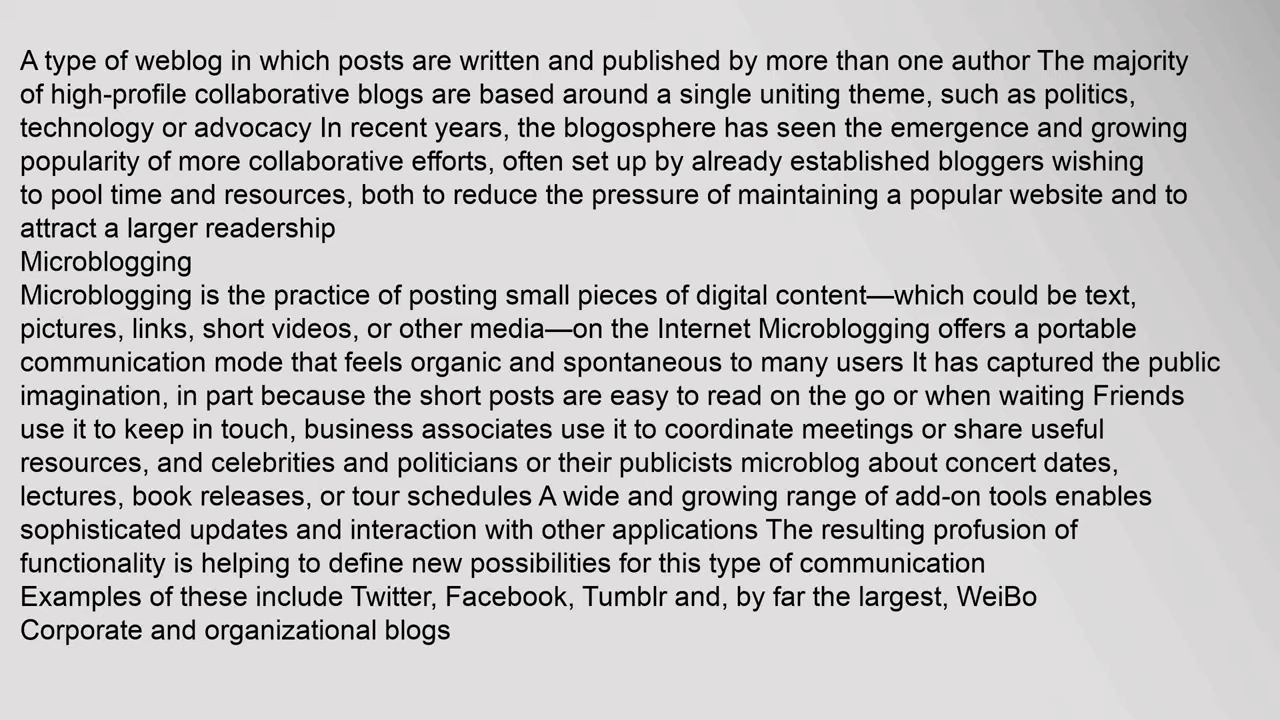 A type of weblog in which posts are written and published by more than one author The majority
of high-profile collaborative blogs are based around a single uniting theme, such as politics,
technology or advocacy In recent years, the blogosphere has seen the emergence and growing
popularity of more collaborative efforts, often set up by already established bloggers wishing
to pool time and resources, both to reduce the pressure of maintaining a popular website and to
attract a larger readership
Microblogging
Microblogging is the practice of posting small pieces of digital content—which could be text,
pictures, links, short videos, or other media—on the Internet Microblogging offers a portable
communication mode that feels organic and spontaneous to many users It has captured the public
imagination, in part because the short posts are easy to read on the go or when waiting Friends
use it to keep in touch, business associates use it to coordinate meetings or share useful
resources, and celebrities and politicians or their publicists microblog about concert dates,
lectures, book releases, or tour schedules A wide and growing range of add-on tools enables
sophisticated updates and interaction with other applications The resulting profusion of
functionality is helping to define new possibilities for this type of communication
Examples of these include Twitter, Facebook, Tumblr and, by far the largest, WeiBo
Corporate and organizational blogs